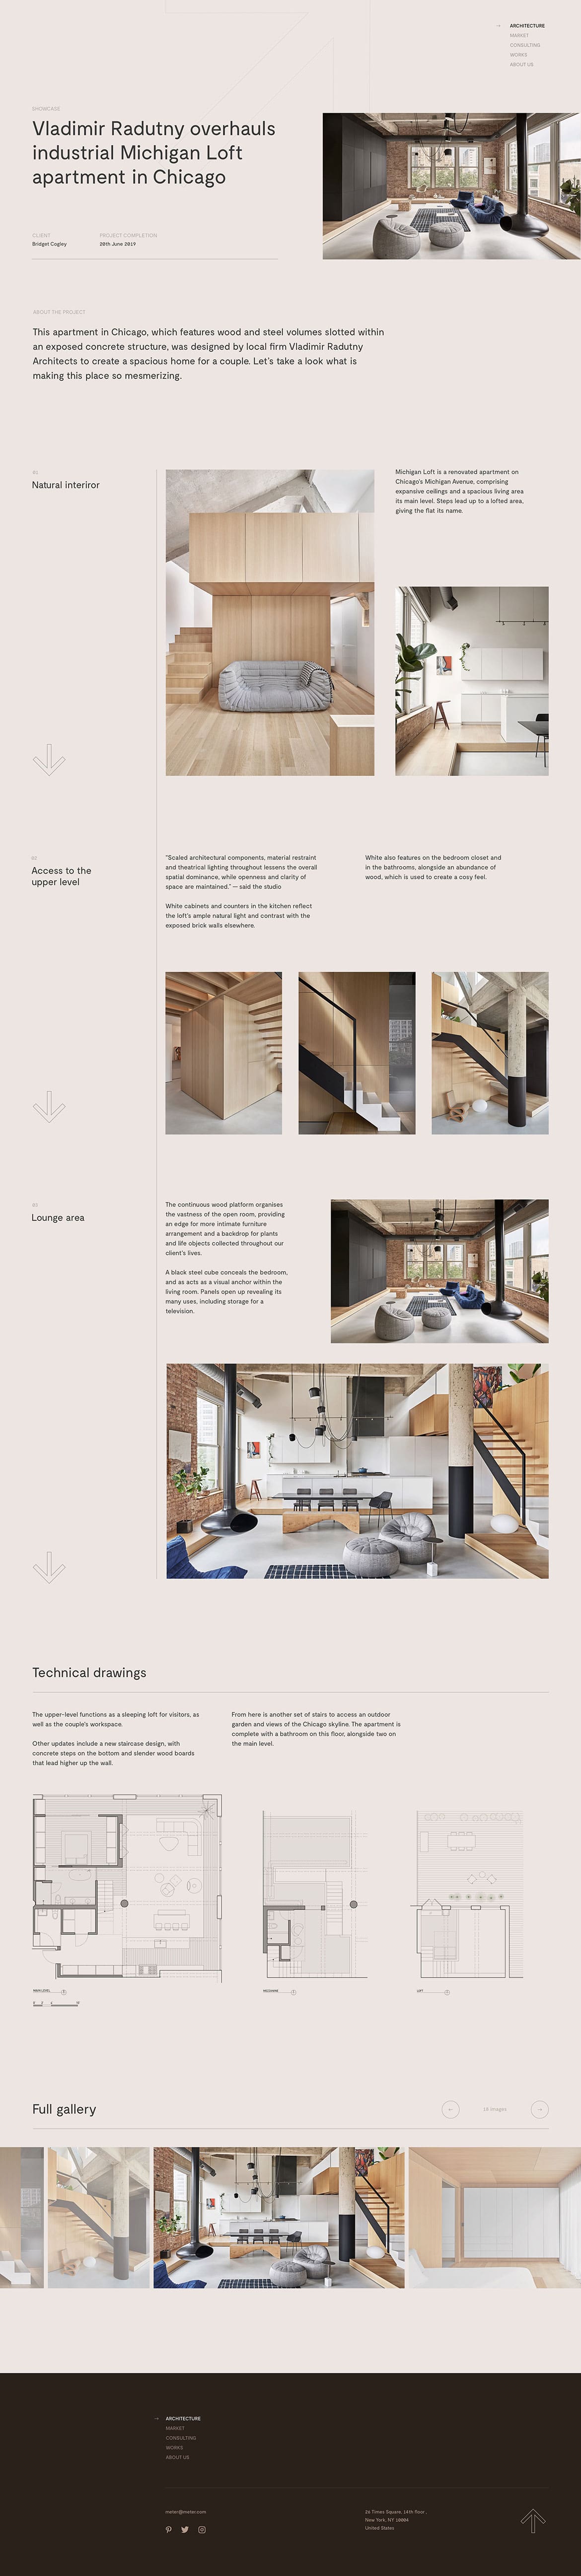 → ARCHITECTURE
MARKET
CONSULTING
WORKS
ABOUT US
SHOWCASE
Vladimir Radutny overhauls
industrial Michigan Loft
apartment in Chicago
CLIENT
Bridget Cogley
PROJECT COMPLETION
20th June 2019
ABOUT THE PROJECT
This apartment in Chicago, which features wood and steel volumes slotted within
an exposed concrete structure, was designed by local firm Vladimir Radutny
Architects to create a spacious home for a couple. Let's take a look what is
making this place so mesmerizing.
01
Natural interiror
Michigan Loft is a renovated apartment on
Chicago's Michigan Avenue, comprising
expansive ceilings and a spacious living area
its main level. Steps lead up to a lofted area,
giving the flat its name.
02
Access to the
upper level
"Scaled architectural components, material restraint
and theatrical lighting throughout lessens the overall
spatial dominance, while openness and clarity of
space are maintained." — said the studio
White cabinets and counters in the kitchen reflect
the loft's ample natural light and contrast with the
exposed brick walls elsewhere.
White also features on the bedroom closet and
in the bathrooms, alongside an abundance of
wood, which is used to create a cosy feel.
03
Lounge area
The continuous wood platform organises
the vastness of the open room, providing
an edge for more intimate furniture
arrangement and a backdrop for plants
and life objects collected throughout our
client's lives.
A black steel cube conceals the bedroom,
and as acts as a visual anchor within the
living room. Panels open up revealing its
many uses, including storage for a
television.
Technical drawings
The upper-level functions as a sleeping loft for visitors, as
well as the couple's workspace.
Other updates include a new staircase design, with
concrete steps on the bottom and slender wood boards
that lead higher up the wall.
From here is another set of stairs to access an outdoor
garden and views of the Chicago skyline. The apartment is
complete with a bathroom on this floor, alongside two on
the main level.
MAIN LEVEL
MEZZANINE
LOFT
Full gallery
← 18 images →
→ ARCHITECTURE
MARKET
CONSULTING
WORKS
ABOUT US
meter@meter.com
26 Times Square, 14th floor,
New York, NY 10004
United States